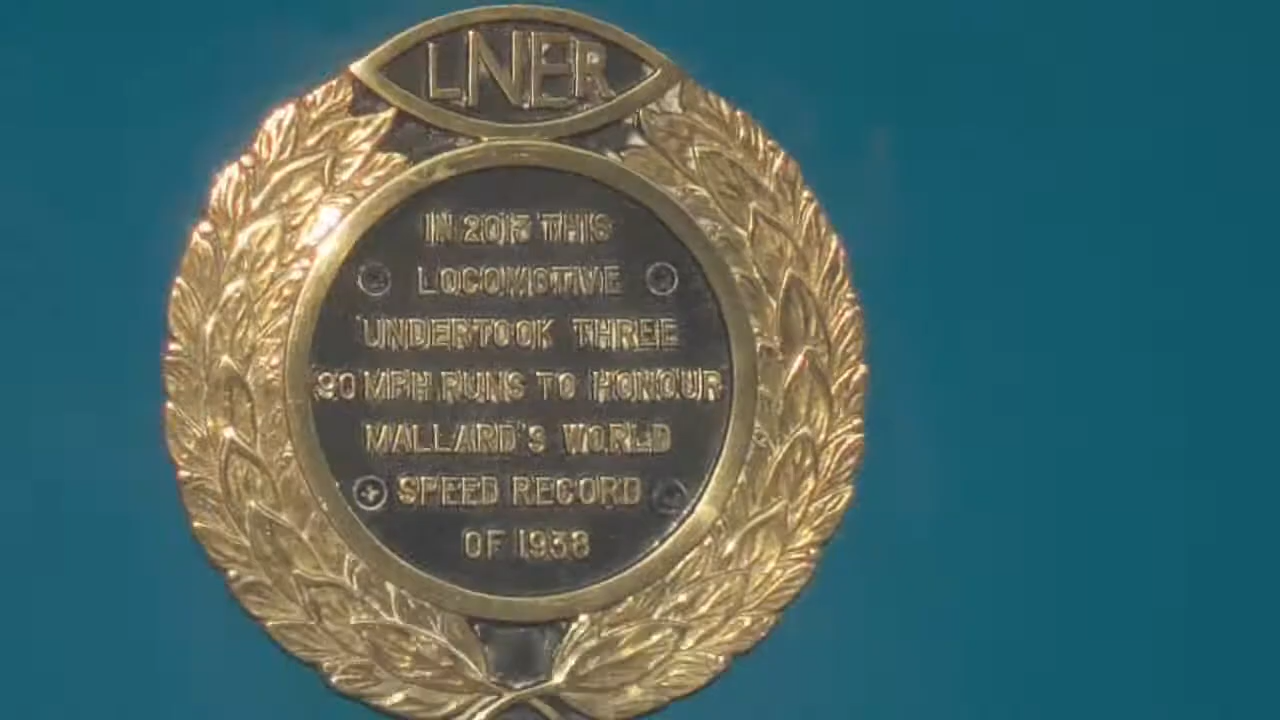 LNER
IN 2013 THIS
LOCOMOTIVE
UNDERTOOK THREE
90 MPH RUNS TO HONOUR
MALLARD'S WORLD
SPEED RECORD
OF 1938